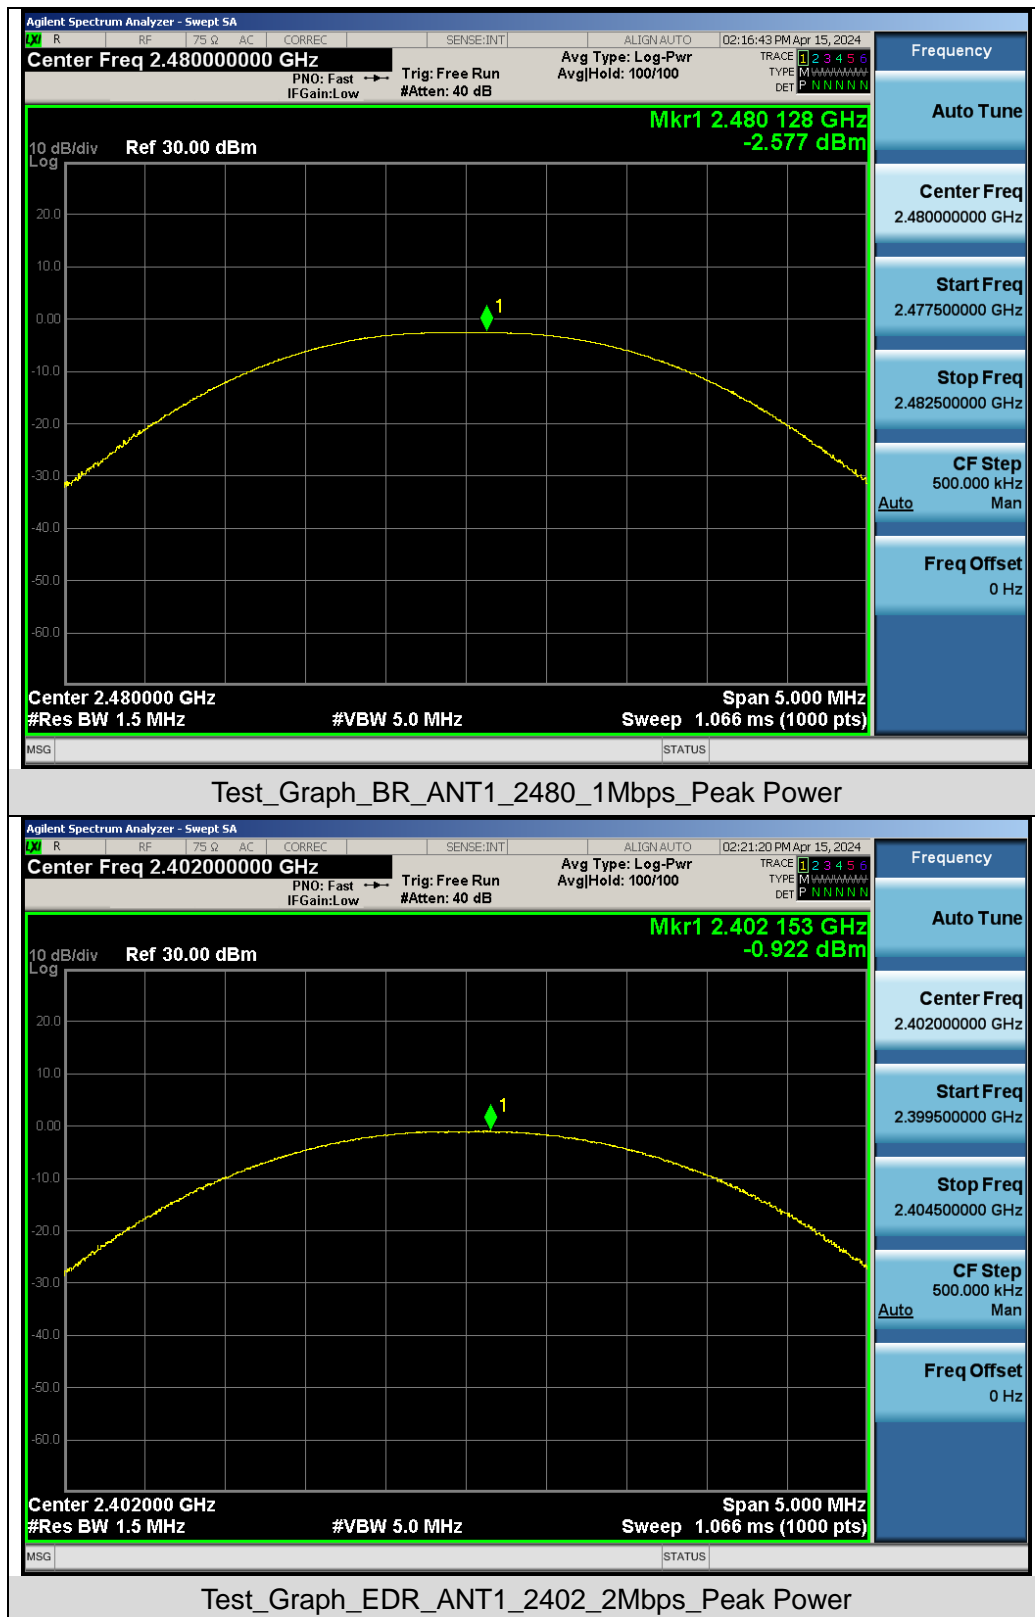 Agilent Spectrum Analyzer - Swept SA
LXI R RF 75 Ω AC CORREC SENSE:INT ALIGN AUTO 02:16:43 PM Apr 15, 2024
Center Freq 2.480000000 GHz
PNO: Fast
IFGain:Low
Trig: Free Run
#Atten: 40 dB
Avg Type: Log-Pwr
Avg|Hold: 100/100
TRACE 1 2 3 4 5 6
TYPE M
DET P N N N N N
Mkr1 2.480 128 GHz
-2.577 dBm
10 dB/div Ref 30.00 dBm
Log
20.0
10.0
0.00
-10.0
-20.0
-30.0
-40.0
-50.0
-60.0
1
Center 2.480000 GHz Span 5.000 MHz
#Res BW 1.5 MHz #VBW 5.0 MHz Sweep 1.066 ms (1000 pts)
MSG STATUS
Frequency
Auto Tune
Center Freq
2.480000000 GHz
Start Freq
2.477500000 GHz
Stop Freq
2.482500000 GHz
CF Step
500.000 kHz
Auto Man
Freq Offset
0 Hz
Test_Graph_BR_ANT1_2480_1Mbps_Peak Power
Agilent Spectrum Analyzer - Swept SA
LXI R RF 75 Ω AC CORREC SENSE:INT ALIGN AUTO 02:21:20 PM Apr 15, 2024
Center Freq 2.402000000 GHz
PNO: Fast
IFGain:Low
Trig: Free Run
#Atten: 40 dB
Avg Type: Log-Pwr
Avg|Hold: 100/100
TRACE 1 2 3 4 5 6
TYPE M
DET P N N N N N
Mkr1 2.402 153 GHz
-0.922 dBm
10 dB/div Ref 30.00 dBm
Log
20.0
10.0
0.00
-10.0
-20.0
-30.0
-40.0
-50.0
-60.0
1
Center 2.402000 GHz Span 5.000 MHz
#Res BW 1.5 MHz #VBW 5.0 MHz Sweep 1.066 ms (1000 pts)
MSG STATUS
Frequency
Auto Tune
Center Freq
2.402000000 GHz
Start Freq
2.399500000 GHz
Stop Freq
2.404500000 GHz
CF Step
500.000 kHz
Auto Man
Freq Offset
0 Hz
Test_Graph_EDR_ANT1_2402_2Mbps_Peak Power